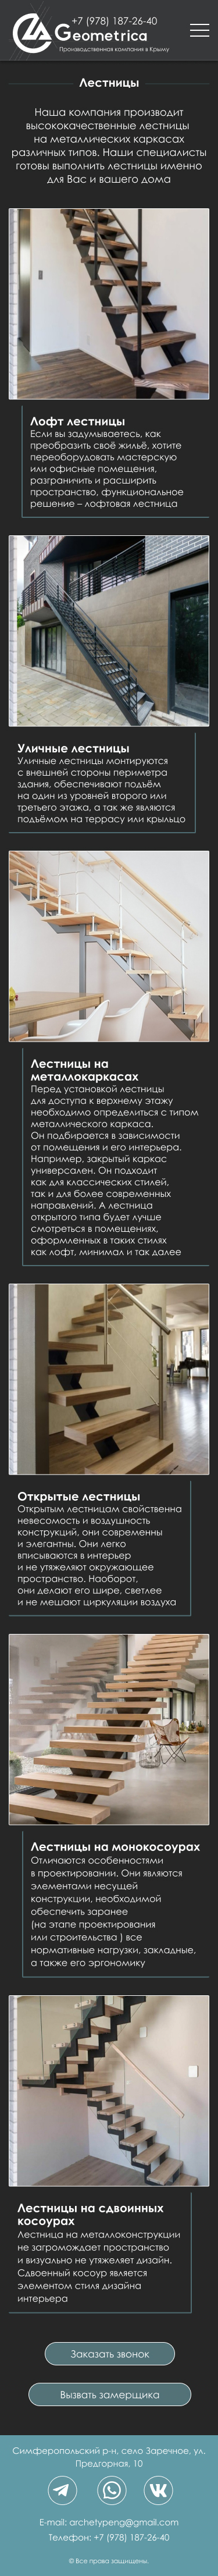 +7 (978) 187-26-40
Geometrica
Производственная компания в Крыму
Лестницы
Наша компания производит
высококачественные лестницы
на металлических каркасах
различных типов. Наши специалисты
готовы выполнить лестницы именно
для Вас и вашего дома
Лофт лестницы
Если вы задумываетесь, как
преобразить своё жильё, хотите
переоборудовать мастерскую
или офисные помещения,
разграничить и расширить
пространство, функциональное
решение – лофтовая лестница
Уличные лестницы
Уличные лестницы монтируются
с внешней стороны периметра
здания, обеспечивают подъём
на один из уровней второго или
третьего этажа, а так же являются
подъёмом на террасу или крыльцо
Лестницы на
металлокаркасах
Перед установкой лестницы
для доступа к верхнему этажу
необходимо определиться с типом
металлического каркаса.
Он подбирается в зависимости
от помещения и его интерьера.
Например, закрытый каркас
универсален. Он подходит
как для классических стилей,
так и для более современных
направлений. А лестница
открытого типа будет лучше
смотреться в помещениях,
оформленных в таких стилях
как лофт, минимал и так далее
Открытые лестницы
Открытым лестницам свойственна
невесомость и воздушность
конструкций, они современны
и элегантны. Они легко
вписываются в интерьер
и не утяжеляют окружающее
пространство. Наоборот,
они делают его шире, светлее
и не мешают циркуляции воздуха
Лестницы на монокосоурах
Отличаются особенностями
в проектировании. Они являются
элементами несущей
конструкции, необходимой
обеспечить заранее
(на этапе проектирования
или строительства ) все
нормативные нагрузки, закладные,
а также его эргономику
Лестницы на сдвоинных
косоурах
Лестница на металлоконструкции
не загромождает пространство
и визуально не утяжеляет дизайн.
Сдвоенный косоур является
элементом стиля дизайна
интерьера
Заказать звонок
Вызвать замерщика
Симферопольский р-н, село Заречное, ул.
Предгорная, 10
E-mail: archetypeng@gmail.com
Телефон: +7 (978) 187-26-40
© Все права защищены.